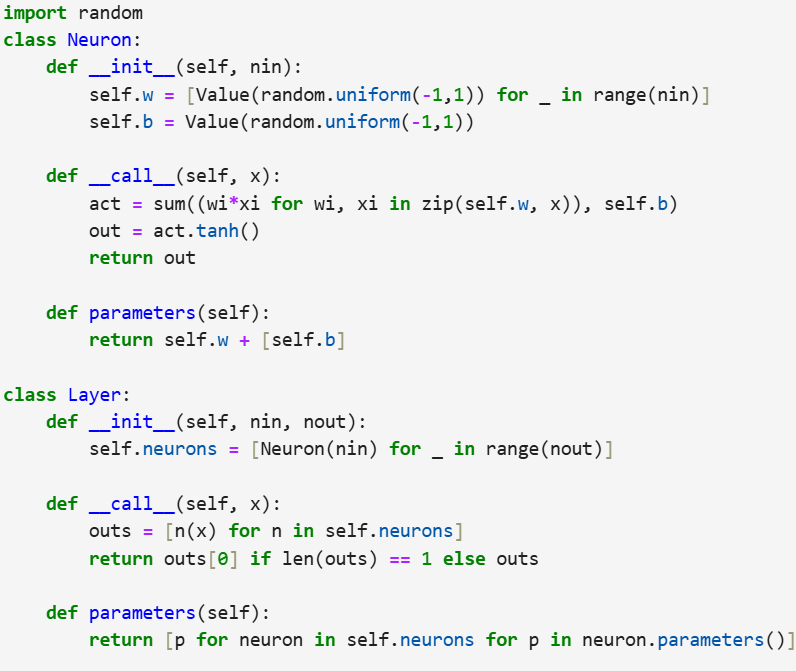 import random
class Neuron:
    def __init__(self, nin):
        self.w = [Value(random.uniform(-1,1)) for _ in range(nin)]
        self.b = Value(random.uniform(-1,1))

    def __call__(self, x):
        act = sum((wi*xi for wi, xi in zip(self.w, x)), self.b)
        out = act.tanh()
        return out

    def parameters(self):
        return self.w + [self.b]

class Layer:
    def __init__(self, nin, nout):
        self.neurons = [Neuron(nin) for _ in range(nout)]

    def __call__(self, x):
        outs = [n(x) for n in self.neurons]
        return outs[0] if len(outs) == 1 else outs

    def parameters(self):
        return [p for neuron in self.neurons for p in neuron.parameters()]